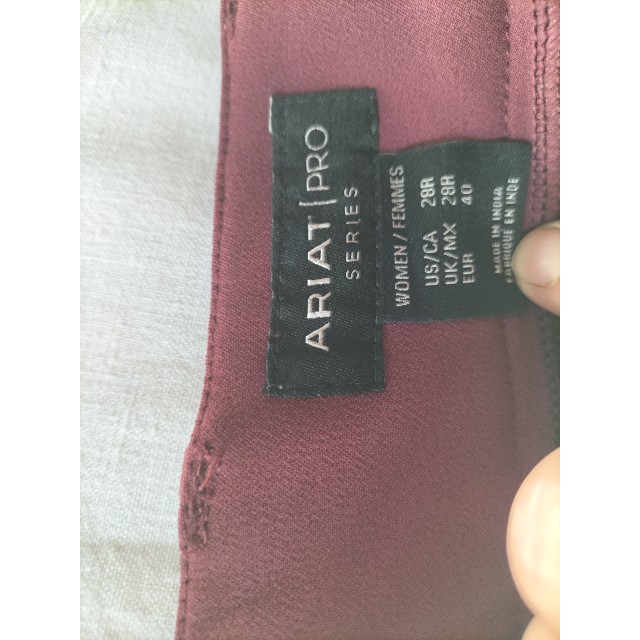 ARIAT | PRO
SERIES
WOMEN / FEMMES
US/CA 28R
UK/MX 28R
EUR 40
MADE IN INDIA
FABRIQUE EN INDE